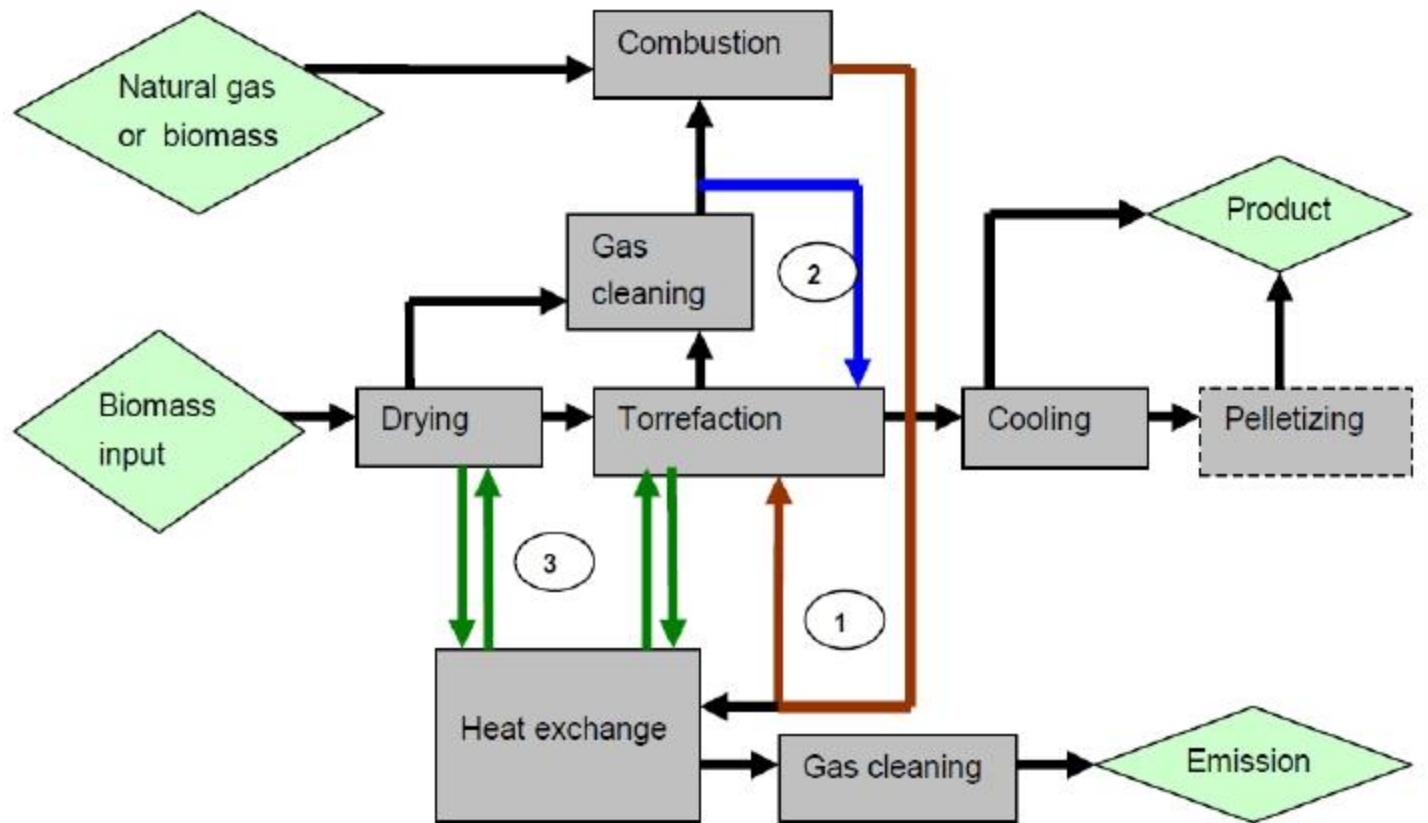 Combustion
Natural gas
or biomass
Product
Gas
cleaning
2
Biomass
input
Drying
Torrefaction
Cooling
Pelletizing
3
1
Heat exchange
Gas cleaning
Emission